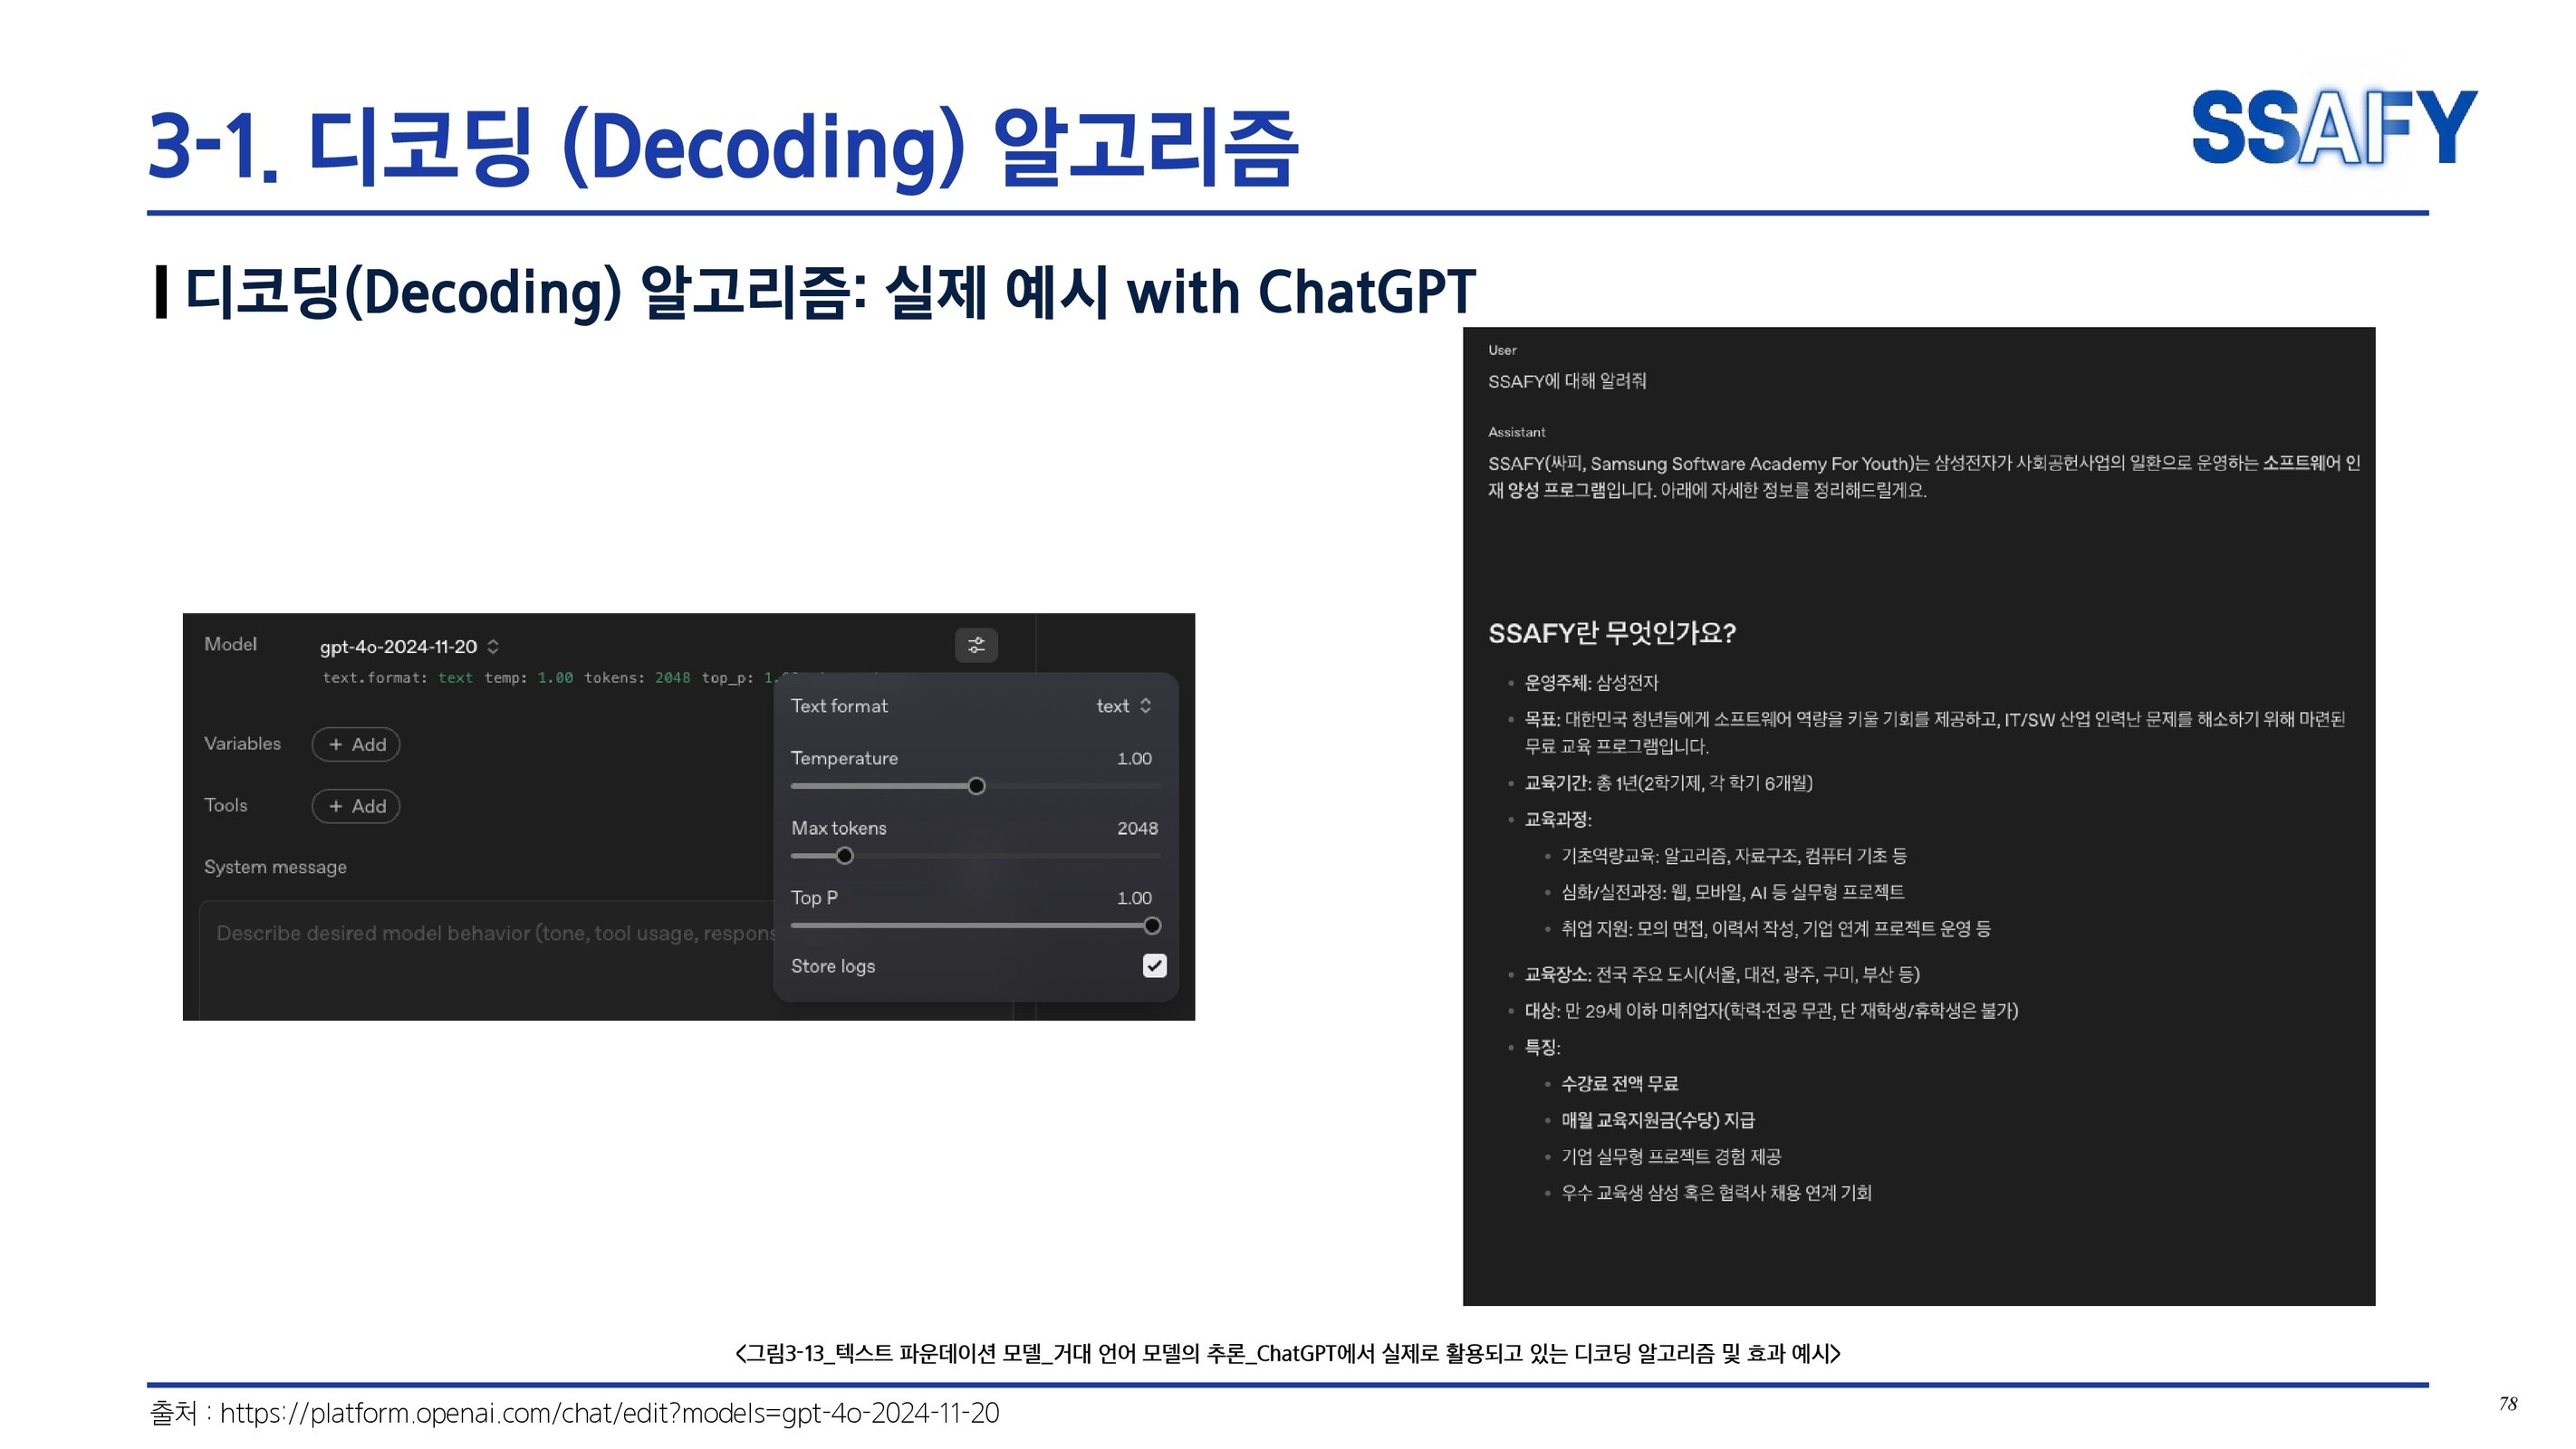 3-1. 디코딩 (Decoding) 알고리즘
SSAFY
디코딩(Decoding) 알고리즘: 실제 예시 with ChatGPT
Model
gpt-4o-2024-11-20
text.format: text temp: 1.00 tokens: 2048 top_p: 1.
Variables
+ Add
Tools
+ Add
System message
Describe desired model behavior (tone, tool usage, respons
Text format
text
Temperature
1.00
Max tokens
2048
Top P
1.00
Store logs
User
SSAFY에 대해 알려줘
Assistant
SSAFY(싸피, Samsung Software Academy For Youth)는 삼성전자가 사회공헌사업의 일환으로 운영하는 소프트웨어 인
재 양성 프로그램입니다. 아래에 자세한 정보를 정리해드릴게요.
SSAFY란 무엇인가요?
• 운영주체: 삼성전자
• 목표: 대한민국 청년들에게 소프트웨어 역량을 키울 기회를 제공하고, IT/SW 산업 인력난 문제를 해소하기 위해 마련된
무료 교육 프로그램입니다.
• 교육기간: 총 1년(2학기제, 각 학기 6개월)
• 교육과정:
• 기초역량교육: 알고리즘, 자료구조, 컴퓨터 기초 등
• 심화/실전과정: 웹, 모바일, AI 등 실무형 프로젝트
• 취업 지원: 모의 면접, 이력서 작성, 기업 연계 프로젝트 운영 등
• 교육장소: 전국 주요 도시(서울, 대전, 광주, 구미, 부산 등)
• 대상: 만 29세 이하 미취업자(학력·전공 무관, 단 재학생/휴학생은 불가)
• 특징:
• 수강료 전액 무료
• 매월 교육지원금(수당) 지급
• 기업 실무형 프로젝트 경험 제공
• 우수 교육생 삼성 혹은 협력사 채용 연계 기회
<그림3-13_텍스트 파운데이션 모델_거대 언어 모델의 추론_ChatGPT에서 실제로 활용되고 있는 디코딩 알고리즘 및 효과 예시>
출처 : https://platform.openai.com/chat/edit?models=gpt-4o-2024-11-20
78